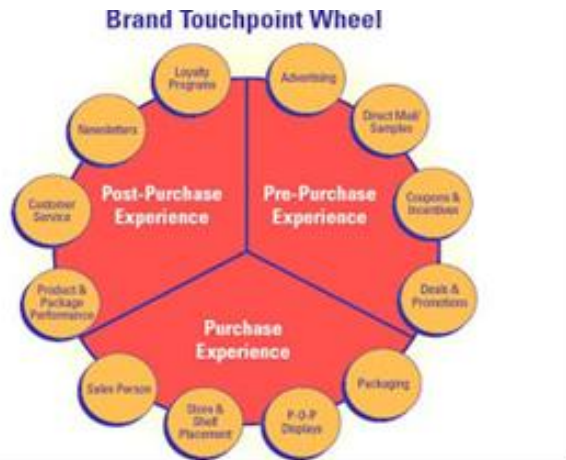 Brand Touchpoint Wheel
Loyalty
Programs
Advertising
Newsletters
Direct Mail/
Samples
Post-Purchase
Experience
Pre-Purchase
Experience
Customer
Service
Coupons &
Incentives
Product &
Package
Performance
Deals &
Promotions
Purchase
Experience
Sales Person
Packaging
Store &
Shelf
Placement
P-O-P
Displays